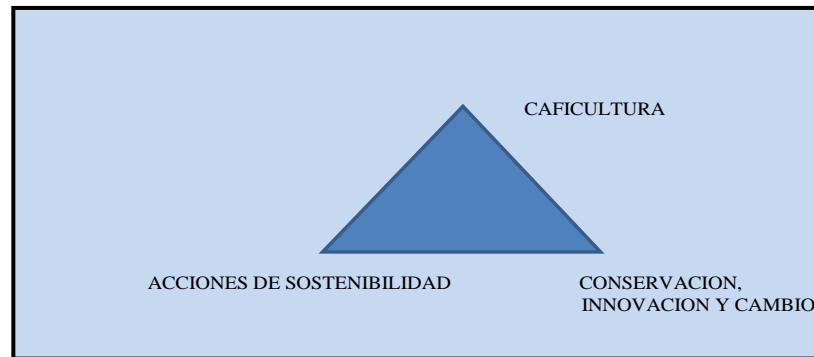 CAFICULTURA
ACCIONES DE SOSTENIBILIDAD
CONSERVACION,
INNOVACION Y CAMBIO